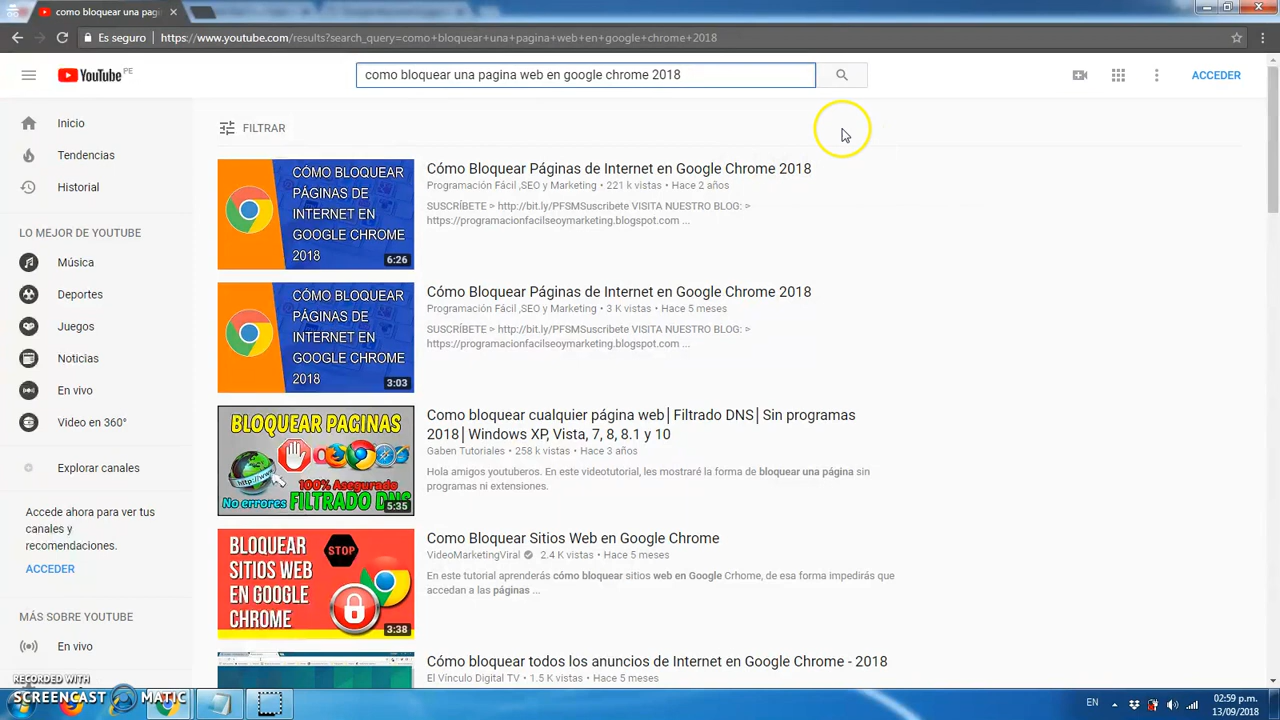 como bloquear una pag
Es seguro
https://www.youtube.com/results?search_query=como+bloquear+una+pagina+web+en+google+chrome+2018
YouTube PE
como bloquear una pagina web en google chrome 2018
ACCEDER
Inicio
Tendencias
Historial
LO MEJOR DE YOUTUBE
Música
Deportes
Juegos
Noticias
En vivo
Video en 360°
Explorar canales
Accede ahora para ver tus
canales y
recomendaciones.
ACCEDER
MÁS SOBRE YOUTUBE
En vivo
FILTRAR
CÓMO BLOQUEAR
PÁGINAS DE
INTERNET EN
GOOGLE CHROME
2018
6:26
Cómo Bloquear Páginas de Internet en Google Chrome 2018
Programación Fácil ,SEO y Marketing • 221 k vistas • Hace 2 años
SUSCRÍBETE > http://bit.ly/PFSMSuscribete VISITA NUESTRO BLOG: >
https://programacionfacilseoymarketing.blogspot.com ...
CÓMO BLOQUEAR
PÁGINAS DE
INTERNET EN
GOOGLE CHROME
2018
3:03
Cómo Bloquear Páginas de Internet en Google Chrome 2018
Programación Fácil ,SEO y Marketing • 3 K vistas • Hace 5 meses
SUSCRÍBETE > http://bit.ly/PFSMSuscribete VISITA NUESTRO BLOG: >
https://programacionfacilseoymarketing.blogspot.com ...
BLOQUEAR PAGINAS
http://www
100% Asegurado
No errores FILTRADO DNS
5:35
Como bloquear cualquier página web│Filtrado DNS│Sin programas
2018│Windows XP, Vista, 7, 8, 8.1 y 10
Gaben Tutoriales • 258 k vistas • Hace 3 años
Hola amigos youtuberos. En este videotutorial, les mostraré la forma de bloquear una página sin
programas ni extensiones.
BLOQUEAR
SITIOS WEB
EN GOOGLE
CHROME
STOP
3:38
Como Bloquear Sitios Web en Google Chrome
VideoMarketingViral 2.4 K vistas • Hace 5 meses
En este tutorial aprenderás cómo bloquear sitios web en Google Crhome, de esa forma impedirás que
accedan a las páginas ...
Cómo bloquear todos los anuncios de Internet en Google Chrome - 2018
El Vínculo Digital TV • 1.5 K vistas • Hace 5 meses
RECORDED WITH
SCREENCAST MATIC
EN
02:59 p.m.
13/09/2018